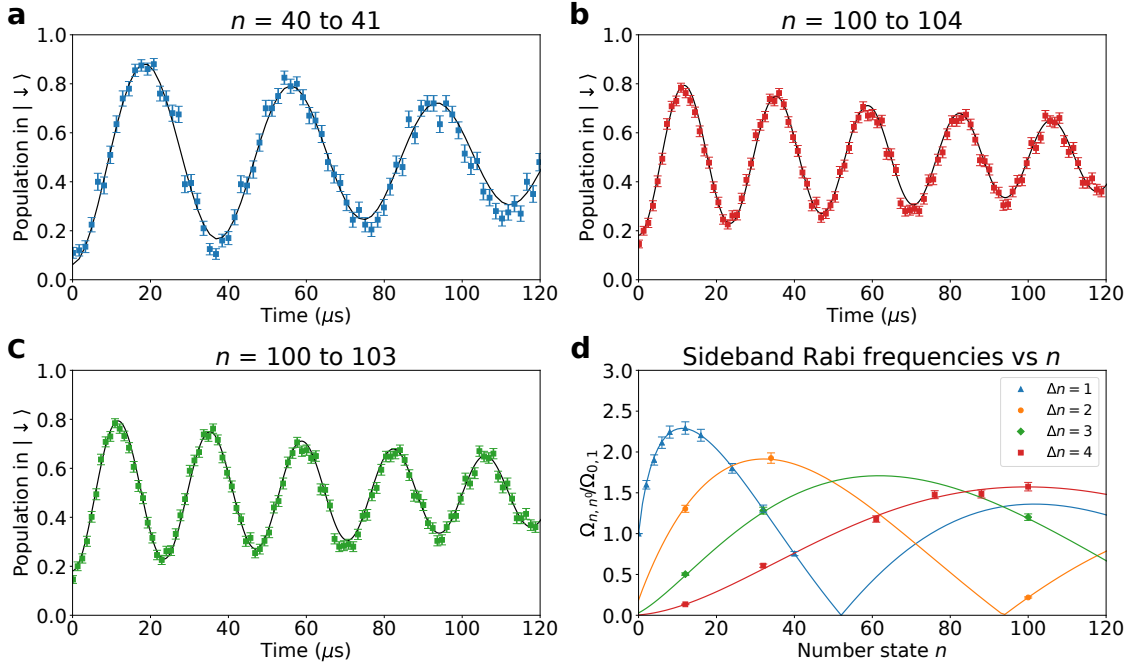 a
n = 40 to 41
Population in | ↓ ⟩
1.0
0.8
0.6
0.4
0.2
0.0
0 20 40 60 80 100 120
Time (μs)
b
n = 100 to 104
Population in | ↓ ⟩
1.0
0.8
0.6
0.4
0.2
0.0
0 20 40 60 80 100 120
Time (μs)
c
n = 100 to 103
Population in | ↓ ⟩
1.0
0.8
0.6
0.4
0.2
0.0
0 20 40 60 80 100 120
Time (μs)
d
Sideband Rabi frequencies vs n
Ωn, n⁰/Ω0, 1
3.0
2.5
2.0
1.5
1.0
0.5
0.0
Δn = 1
Δn = 2
Δn = 3
Δn = 4
0 20 40 60 80 100 120
Number state n